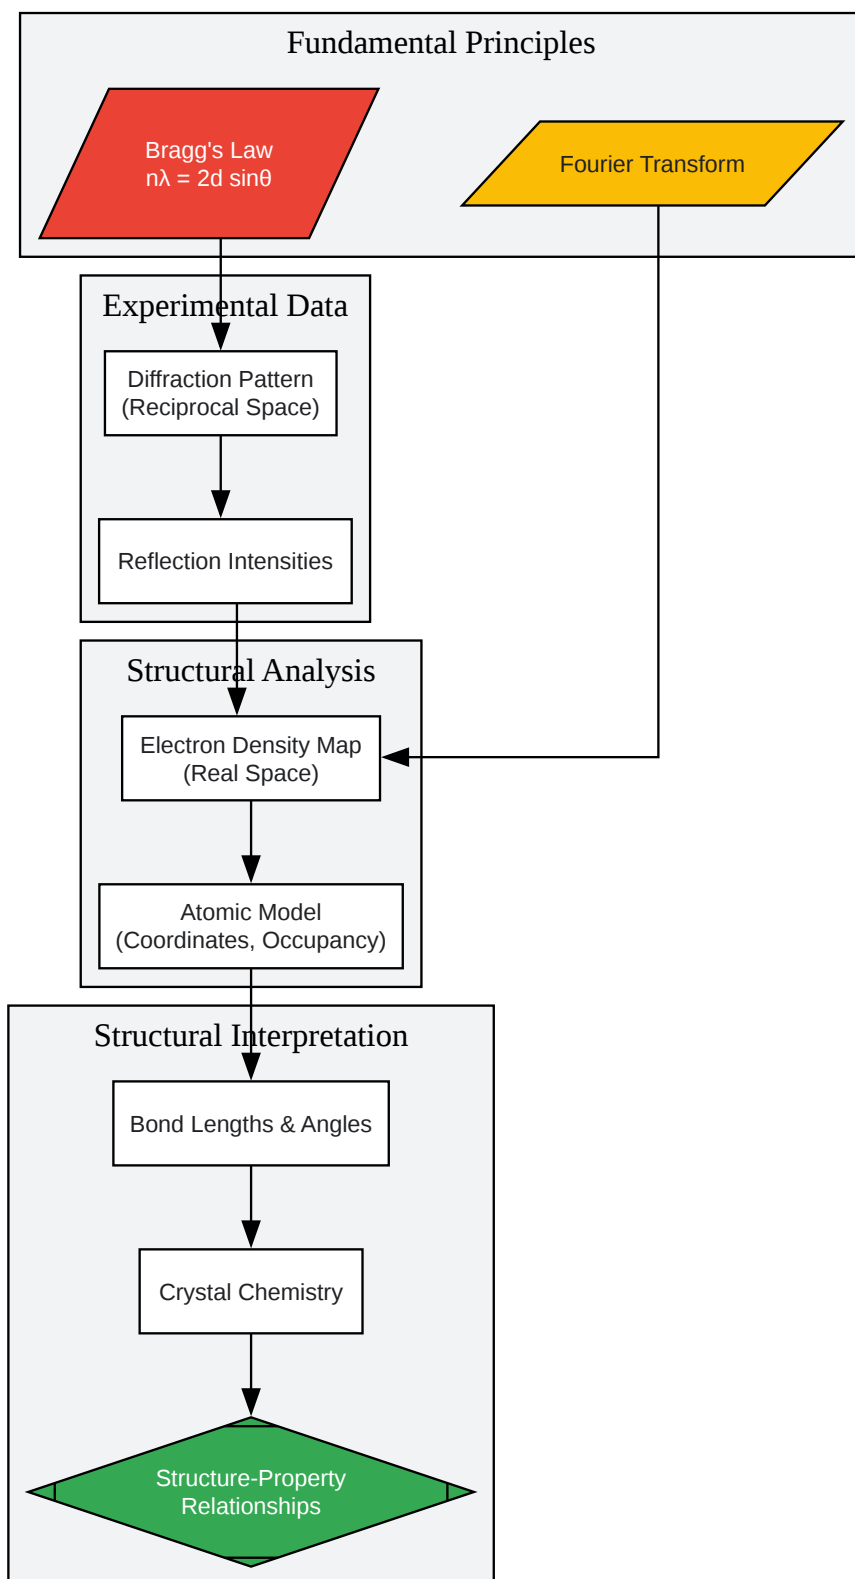 Fundamental Principles
Bragg's Law
nλ = 2d sinθ
Fourier Transform
Experimental Data
Diffraction Pattern
(Reciprocal Space)
Reflection Intensities
Structural Analysis
Electron Density Map
(Real Space)
Atomic Model
(Coordinates, Occupancy)
Structural Interpretation
Bond Lengths & Angles
Crystal Chemistry
Structure-Property
Relationships